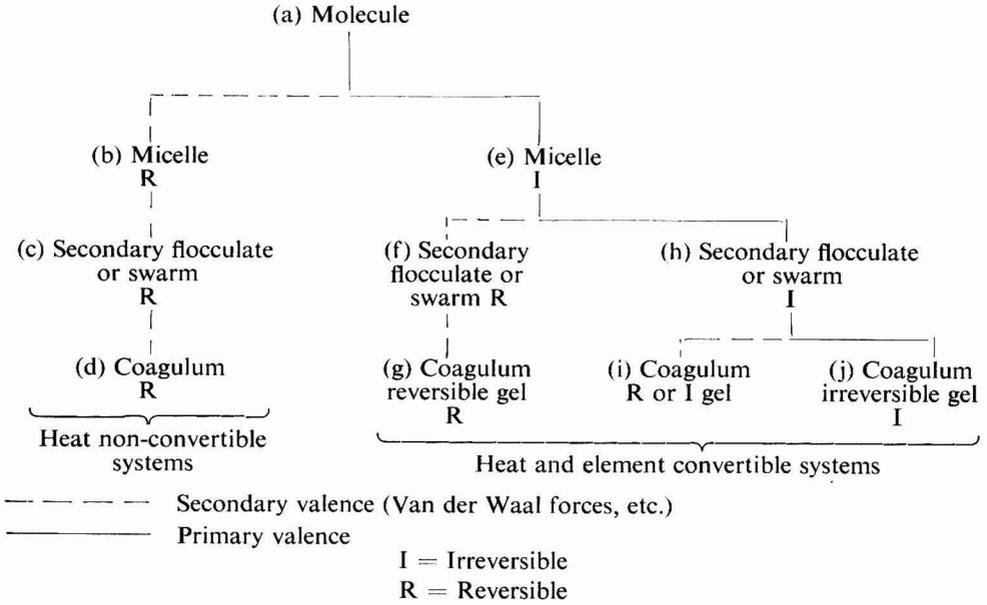 (a) Molecule
(b) Micelle
R
(e) Micelle
I
(c) Secondary flocculate
or swarm
R
(f) Secondary
flocculate or
swarm R
(h) Secondary flocculate
or swarm
I
(d) Coagulum
R
(g) Coagulum
reversible gel
R
(i) Coagulum
R or I gel
(j) Coagulum
irreversible gel
I
Heat non-convertible
systems
Heat and element convertible systems
Secondary valence (Van der Waal forces, etc.)
Primary valence
I = Irreversible
R = Reversible